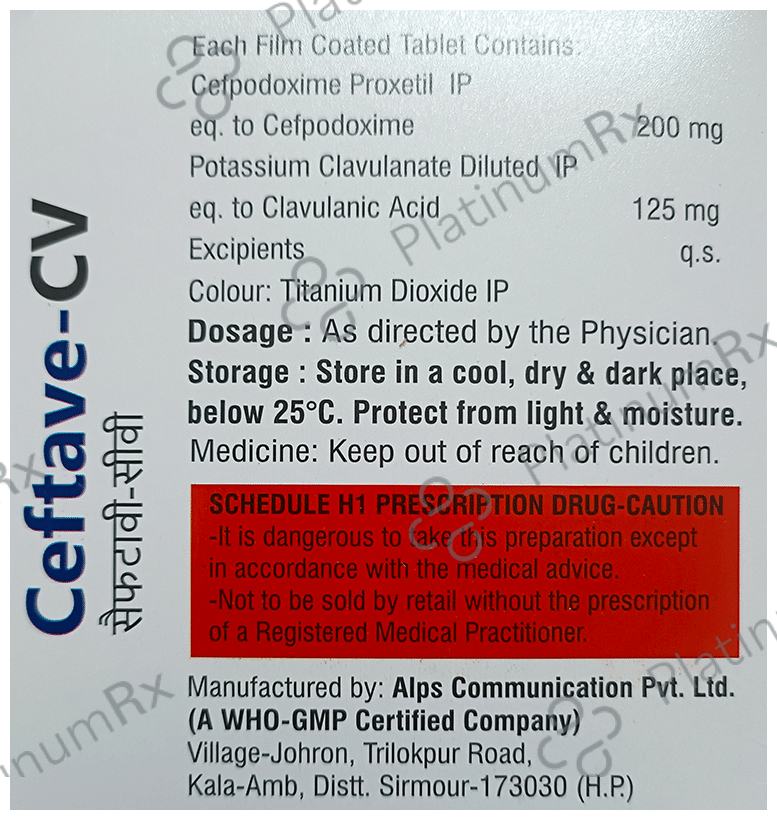 Ceftave-CV
सैफटावी-सीवी
Each Film Coated Tablet Contains:
Cefpodoxime Proxetil IP
eq. to Cefpodoxime 200 mg
Potassium Clavulanate Diluted IP
eq. to Clavulanic Acid 125 mg
Excipients q.s.
Colour: Titanium Dioxide IP
Dosage : As directed by the Physician.
Storage : Store in a cool, dry & dark place,
below 25°C. Protect from light & moisture.
Medicine: Keep out of reach of children.
SCHEDULE H1 PRESCRIPTION DRUG-CAUTION
-It is dangerous to take this preparation except
in accordance with the medical advice.
-Not to be sold by retail without the prescription
of a Registered Medical Practitioner.
Manufactured by: Alps Communication Pvt. Ltd.
(A WHO-GMP Certified Company)
Village-Johron, Trilokpur Road,
Kala-Amb, Distt. Sirmour-173030 (H.P.)
PlatinumRx